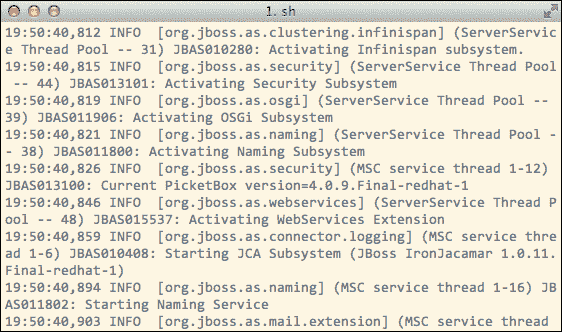 1. sh
19:50:40,812 INFO  [org.jboss.as.clustering.infinispan] (ServerServic
e Thread Pool -- 31) JBAS010280: Activating Infinispan subsystem.
19:50:40,815 INFO  [org.jboss.as.security] (ServerService Thread Pool
 -- 44) JBAS013101: Activating Security Subsystem
19:50:40,819 INFO  [org.jboss.as.osgi] (ServerService Thread Pool -- 
39) JBAS011906: Activating OSGi Subsystem
19:50:40,821 INFO  [org.jboss.as.naming] (ServerService Thread Pool -
- 38) JBAS011800: Activating Naming Subsystem
19:50:40,826 INFO  [org.jboss.as.security] (MSC service thread 1-12) 
JBAS013100: Current PicketBox version=4.0.9.Final-redhat-1
19:50:40,846 INFO  [org.jboss.as.webservices] (ServerService Thread P
ool -- 48) JBAS015537: Activating WebServices Extension
19:50:40,859 INFO  [org.jboss.as.connector.logging] (MSC service thre
ad 1-6) JBAS010408: Starting JCA Subsystem (JBoss IronJacamar 1.0.11.
Final-redhat-1)
19:50:40,894 INFO  [org.jboss.as.naming] (MSC service thread 1-16) JB
AS011802: Starting Naming Service
19:50:40,903 INFO  [org.jboss.as.mail.extension] (MSC service thread